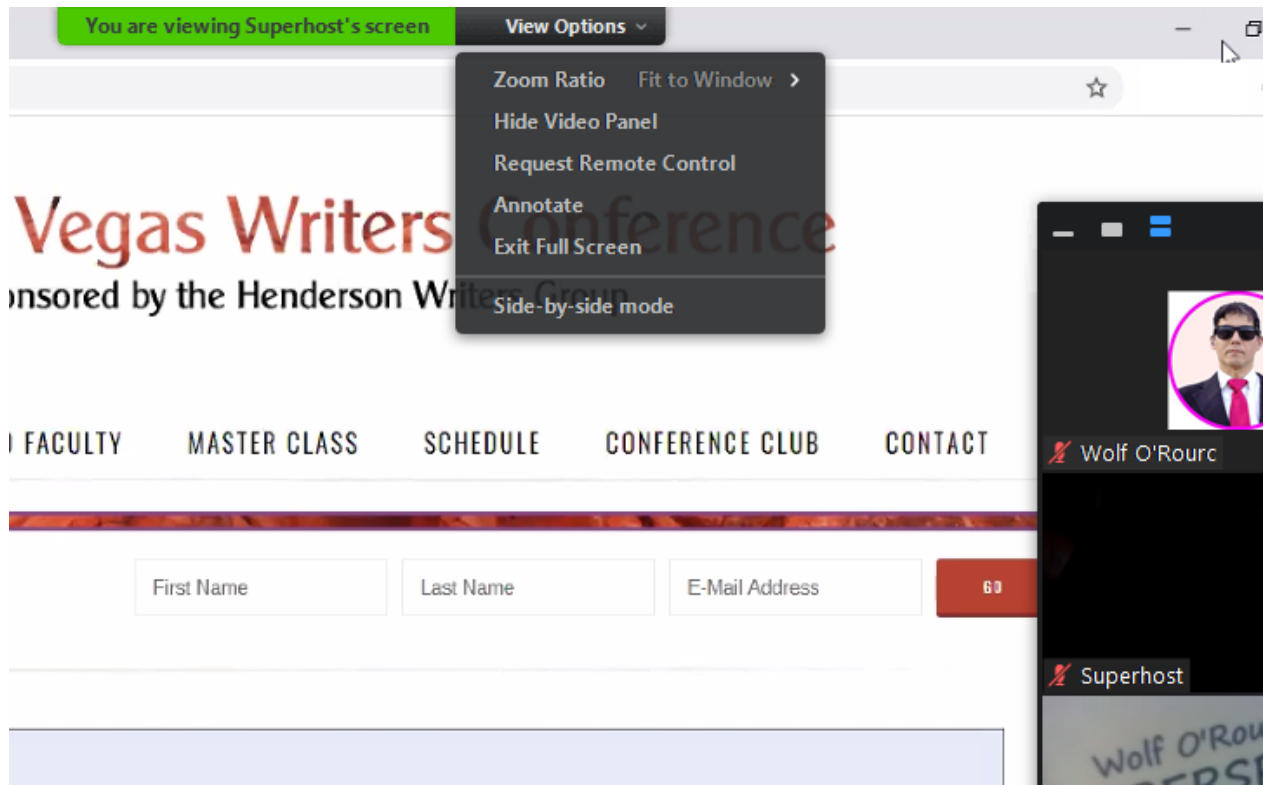 You are viewing Superhost's screen
View Options
Zoom Ratio Fit to Window
Hide Video Panel
Request Remote Control
Annotate
Exit Full Screen
Side-by-side mode
Vegas Writers Conference
by the Henderson Writers Group
FACULTY MASTER CLASS SCHEDULE CONFERENCE CLUB CONTACT
First Name Last Name E-Mail Address GO
Wolf O'Rourc
Superhost
Wolf